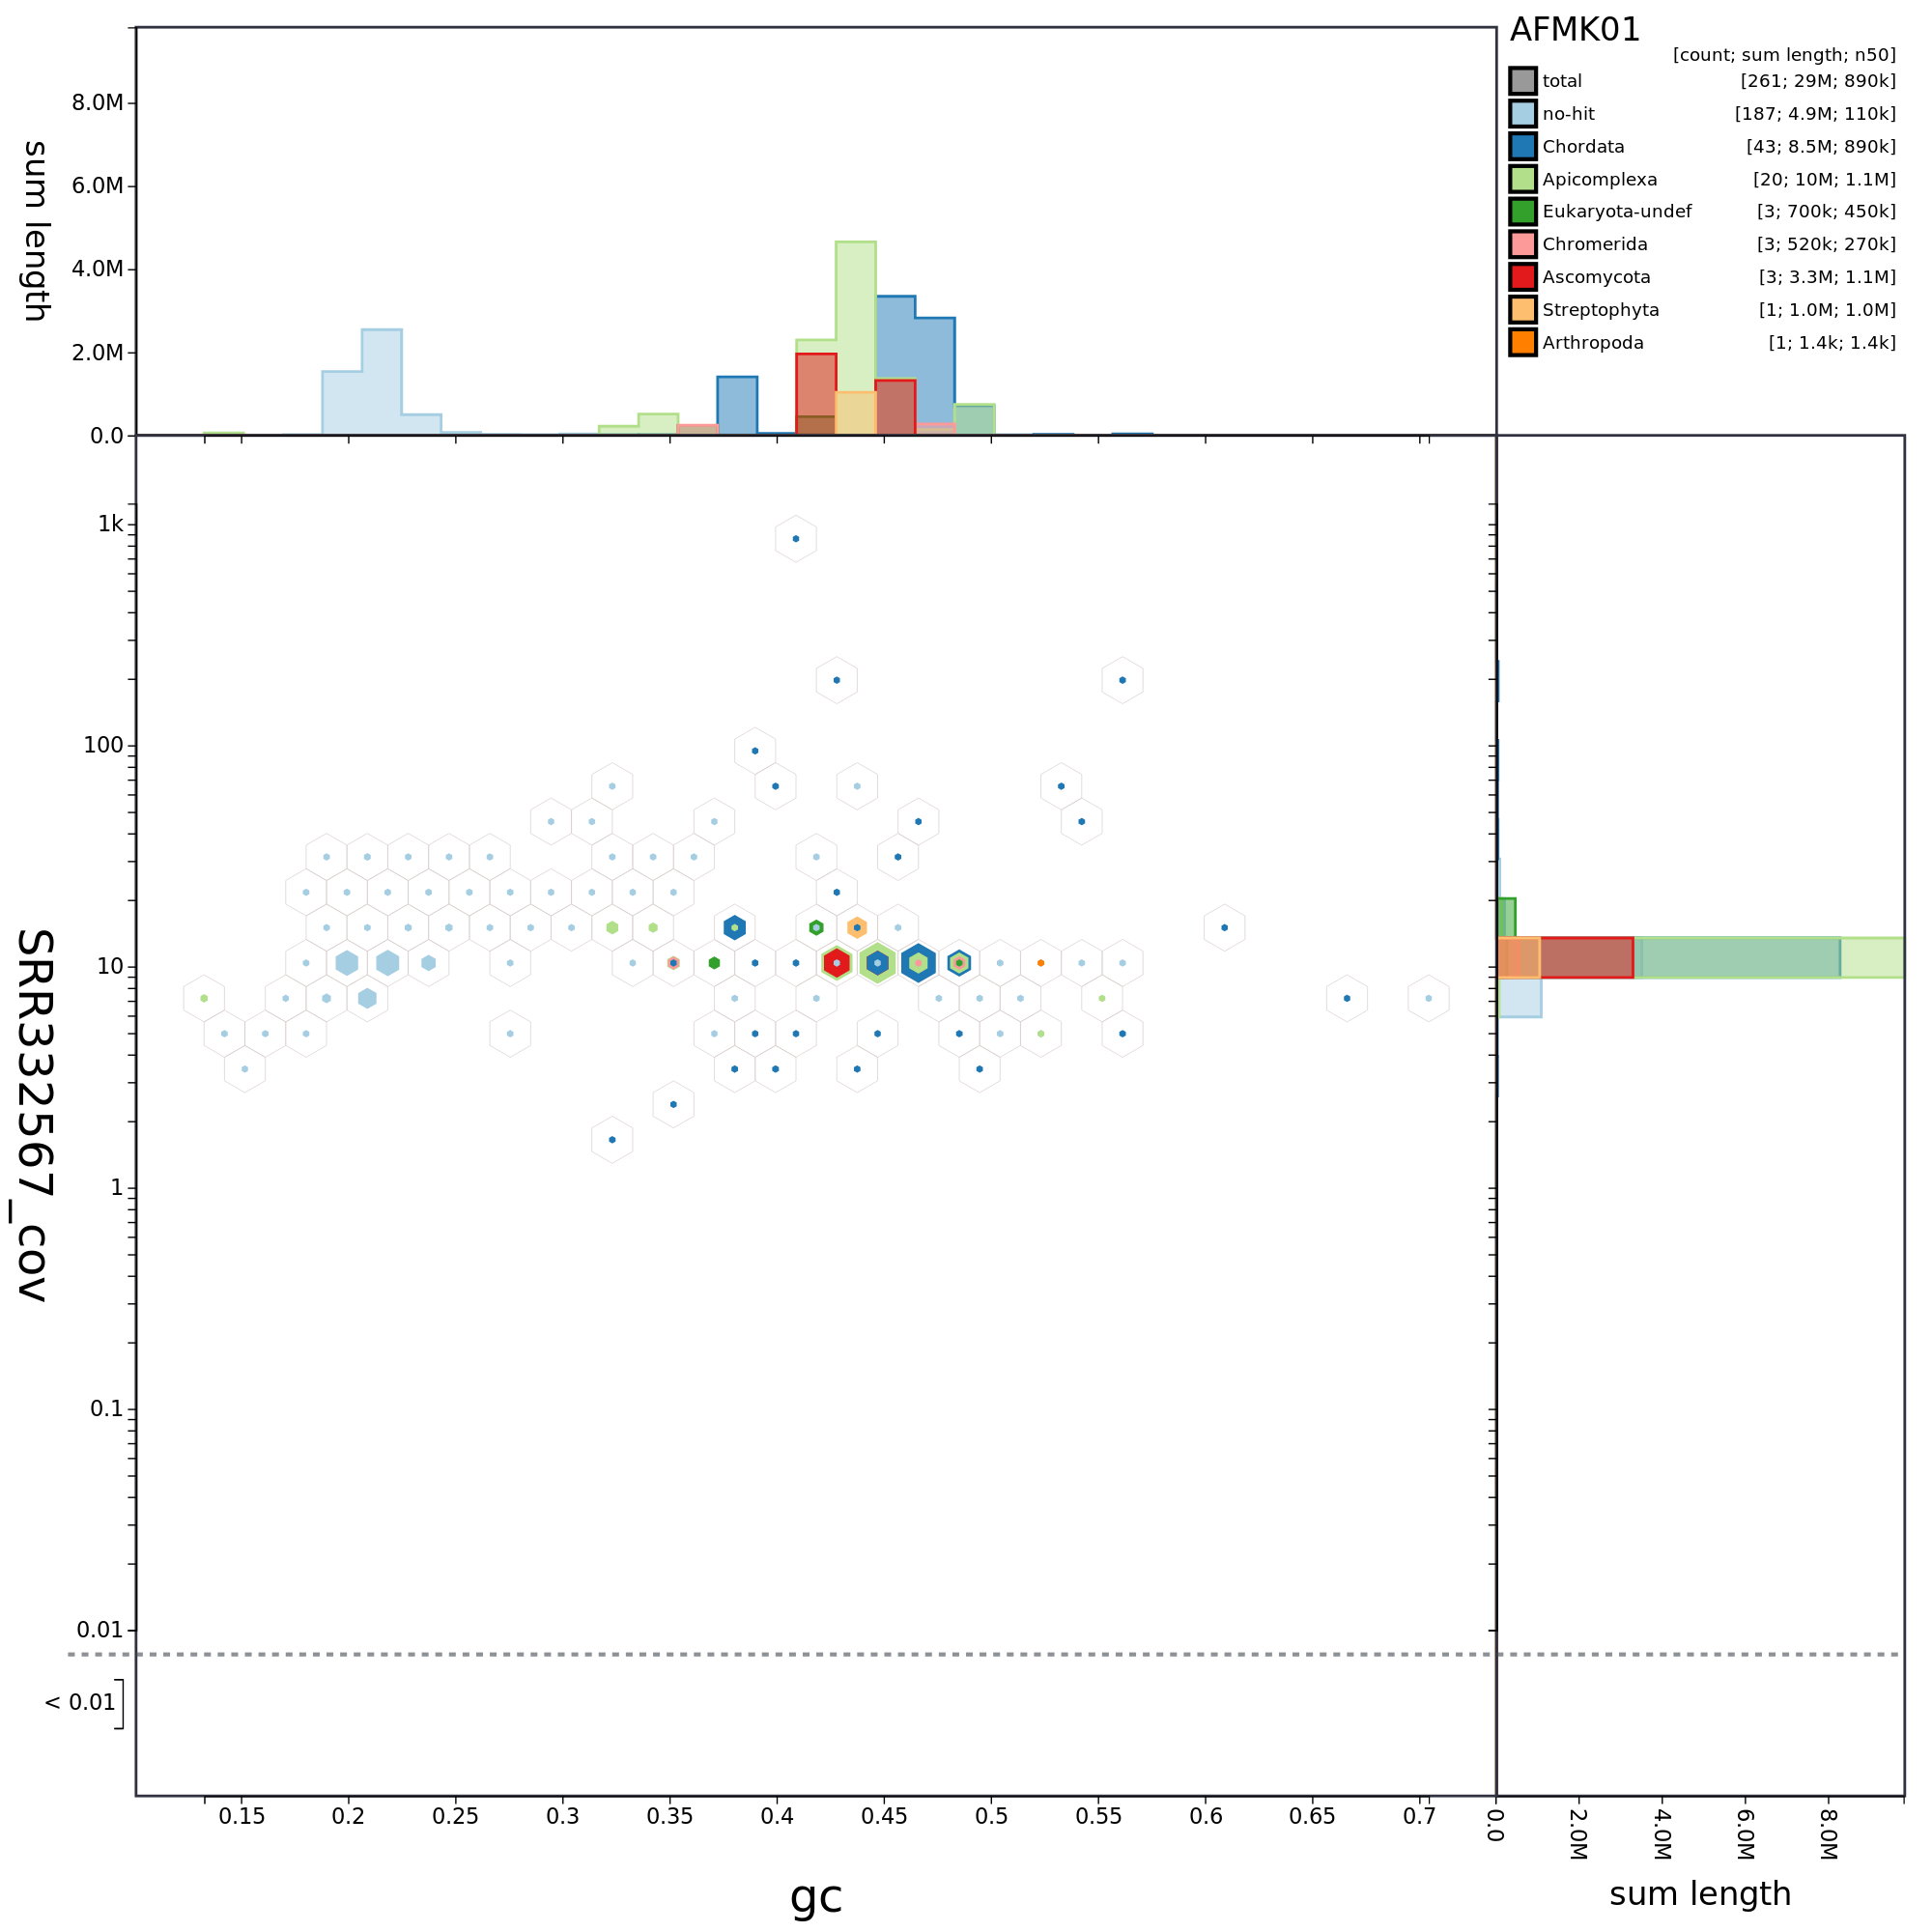 AFMK01
[count; sum length; n50]
total [261; 29M; 890k]
no-hit [187; 4.9M; 110k]
Chordata [43; 8.5M; 890k]
Apicomplexa [20; 10M; 1.1M]
Eukaryota-undef [3; 700k; 450k]
Chromerida [3; 520k; 270k]
Ascomycota [3; 3.3M; 1.1M]
Streptophyta [1; 1.0M; 1.0M]
Arthropoda [1; 1.4k; 1.4k]
sum length
8.0M
6.0M
4.0M
2.0M
0.0
SRR332567_cov
1k
100
10
1
0.1
0.01
< 0.01
0.15 0.2 0.25 0.3 0.35 0.4 0.45 0.5 0.55 0.6 0.65 0.7
gc
0.0 2.0M 4.0M 6.0M 8.0M
sum length